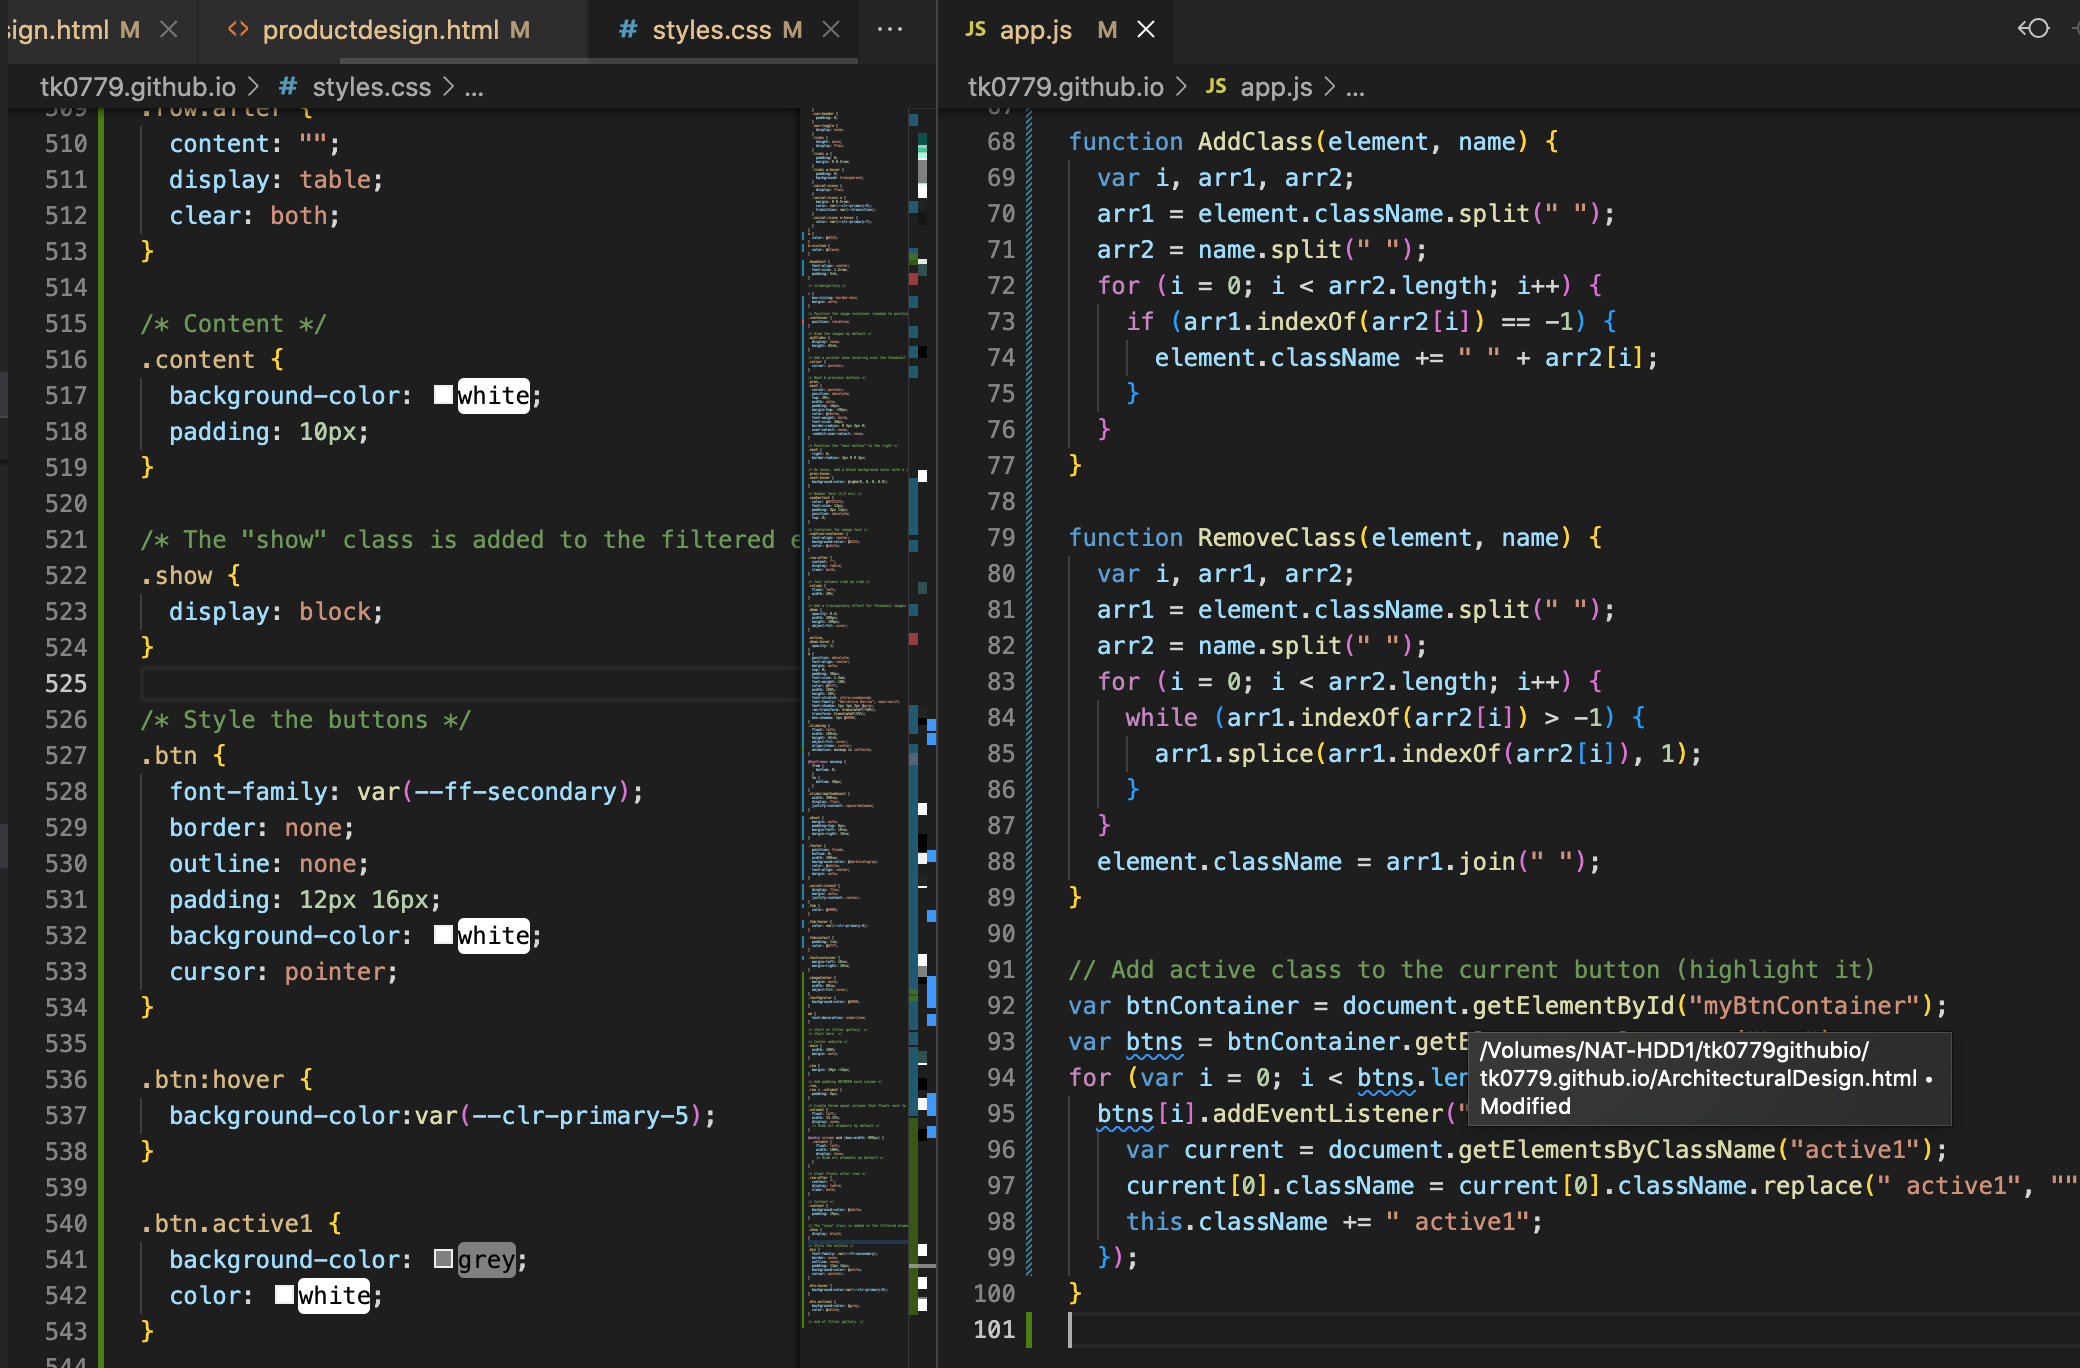 sign.html M
productdesign.html M
# styles.css M
...
JS app.js M
tk0779.github.io > # styles.css > ...
tk0779.github.io > JS app.js > ...
509 .row:after {
510 content: "";
511 display: table;
512 clear: both;
513 }
514
515 /* Content */
516 .content {
517 background-color: white;
518 padding: 10px;
519 }
520
521 /* The "show" class is added to the filtered e
522 .show {
523 display: block;
524 }
525
526 /* Style the buttons */
527 .btn {
528 font-family: var(--ff-secondary);
529 border: none;
530 outline: none;
531 padding: 12px 16px;
532 background-color: white;
533 cursor: pointer;
534 }
535
536 .btn:hover {
537 background-color:var(--clr-primary-5);
538 }
539
540 .btn.active1 {
541 background-color: grey;
542 color: white;
543 }
544
67
68 function AddClass(element, name) {
69 var i, arr1, arr2;
70 arr1 = element.className.split(" ");
71 arr2 = name.split(" ");
72 for (i = 0; i < arr2.length; i++) {
73 if (arr1.indexOf(arr2[i]) == -1) {
74 element.className += " " + arr2[i];
75 }
76 }
77 }
78
79 function RemoveClass(element, name) {
80 var i, arr1, arr2;
81 arr1 = element.className.split(" ");
82 arr2 = name.split(" ");
83 for (i = 0; i < arr2.length; i++) {
84 while (arr1.indexOf(arr2[i]) > -1) {
85 arr1.splice(arr1.indexOf(arr2[i]), 1);
86 }
87 }
88 element.className = arr1.join(" ");
89 }
90
91 // Add active class to the current button (highlight it)
92 var btnContainer = document.getElementById("myBtnContainer");
93 var btns = btnContainer.getE
94 for (var i = 0; i < btns.len
95 btns[i].addEventListener("
96 var current = document.getElementsByClassName("active1");
97 current[0].className = current[0].className.replace(" active1", ""
98 this.className += " active1";
99 });
100 }
101
/Volumes/NAT-HDD1/tk0779githubio/
tk0779.github.io/ArchitecturalDesign.html •
Modified